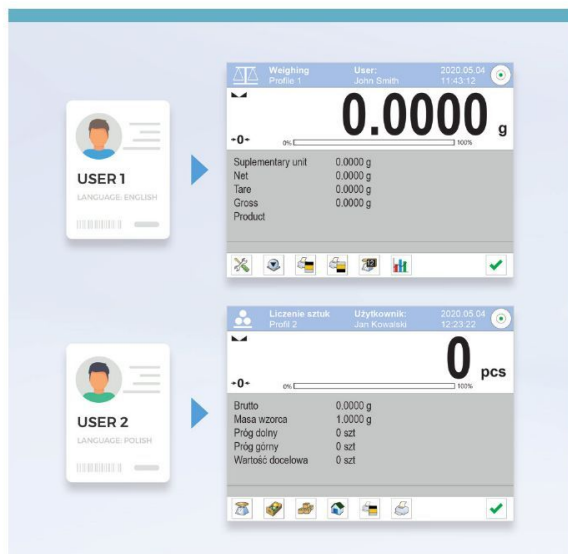 USER 1
LANGUAGE: ENGLISH
Weighing
Profile 1
User:
John Smith
2020.05.04
11:43:12
0.0000 g
→0←
0%
100%
Suplementary unit 0.0000 g
Net 0.0000 g
Tare 0.0000 g
Gross 0.0000 g
Product
USER 2
LANGUAGE: POLISH
Liczenie sztuk
Profil 2
Użytkownik:
Jan Kowalski
2020.05.04
12:23:22
0 pcs
→0←
0%
100%
Brutto 0.0000 g
Masa wzorca 1.0000 g
Próg dolny 0 szt
Próg górny 0 szt
Wartość docelowa 0 szt